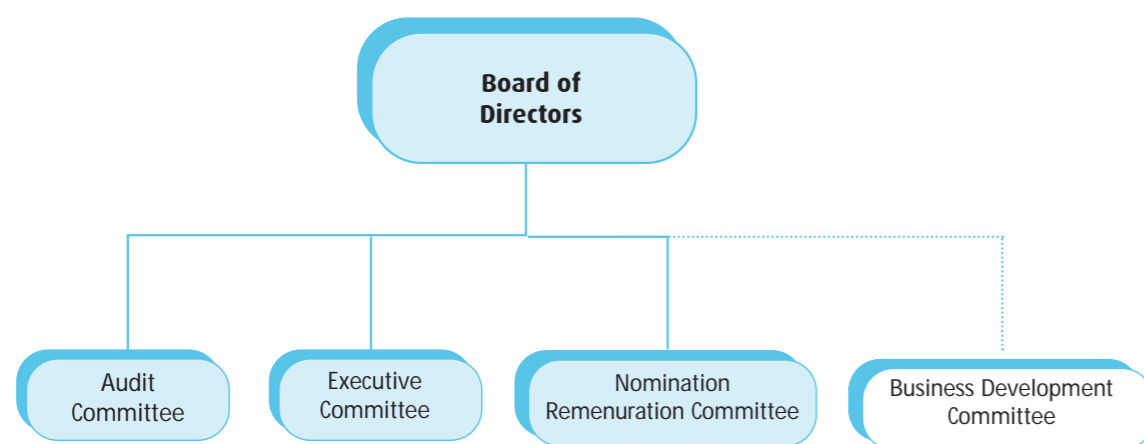 Board of
Directors
Audit
Committee
Executive
Committee
Nomination
Remenuration Committee
Business Development
Committee